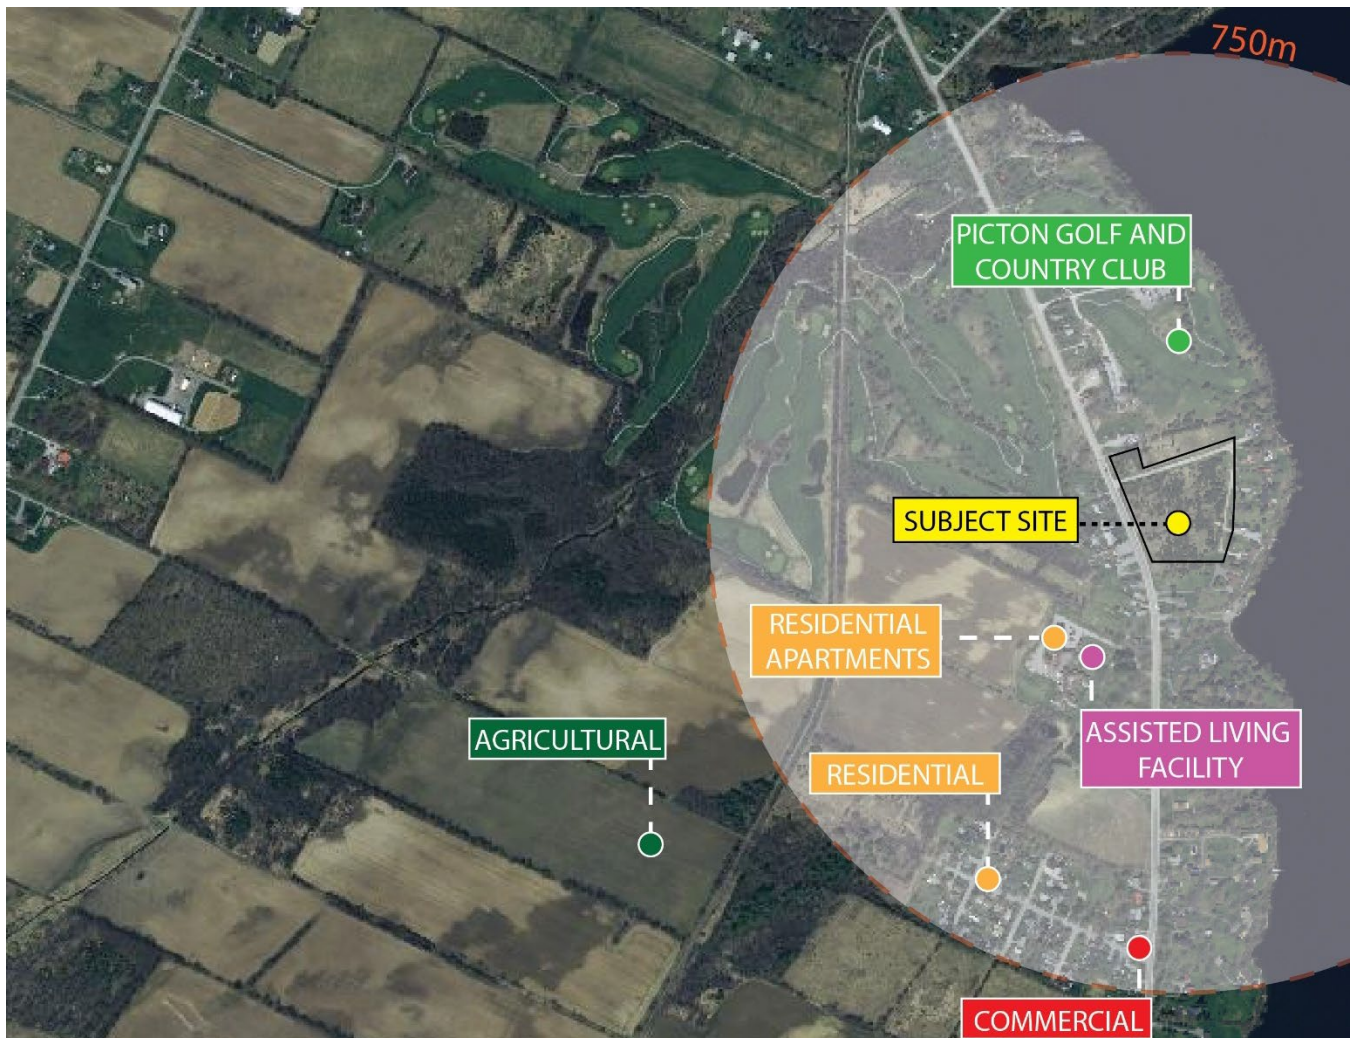 750m
PICTON GOLF AND
COUNTRY CLUB
SUBJECT SITE
RESIDENTIAL
APARTMENTS
AGRICULTURAL
ASSISTED LIVING
FACILITY
RESIDENTIAL
COMMERCIAL